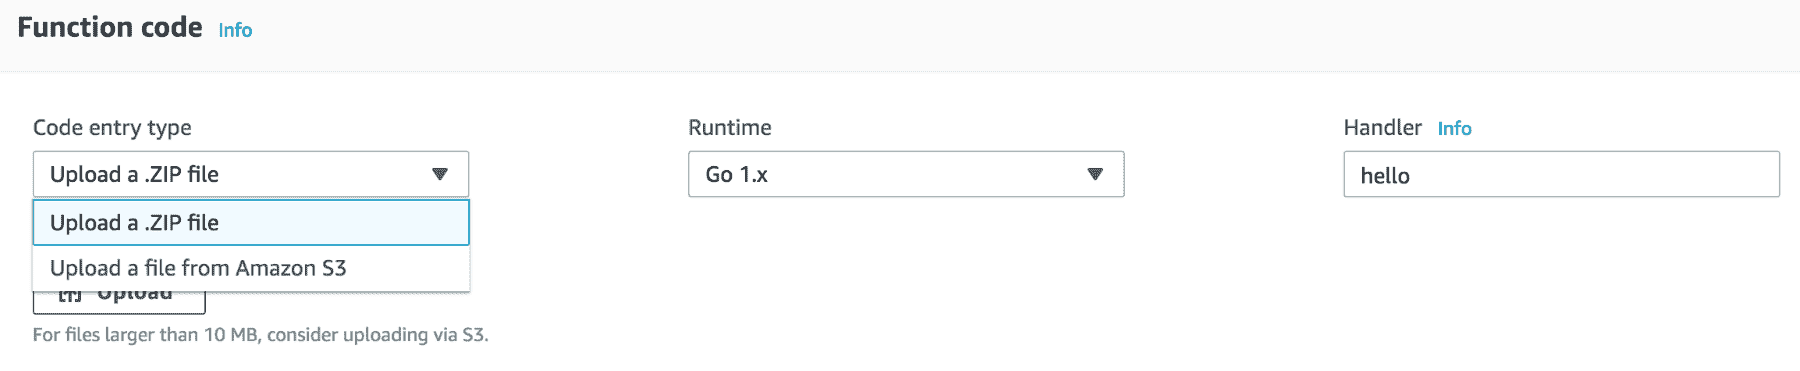 Function code Info
Code entry type
Runtime
Handler Info
Upload a .ZIP file
Go 1.x
hello
Upload a .ZIP file
Upload a file from Amazon S3
Upload
For files larger than 10 MB, consider uploading via S3.